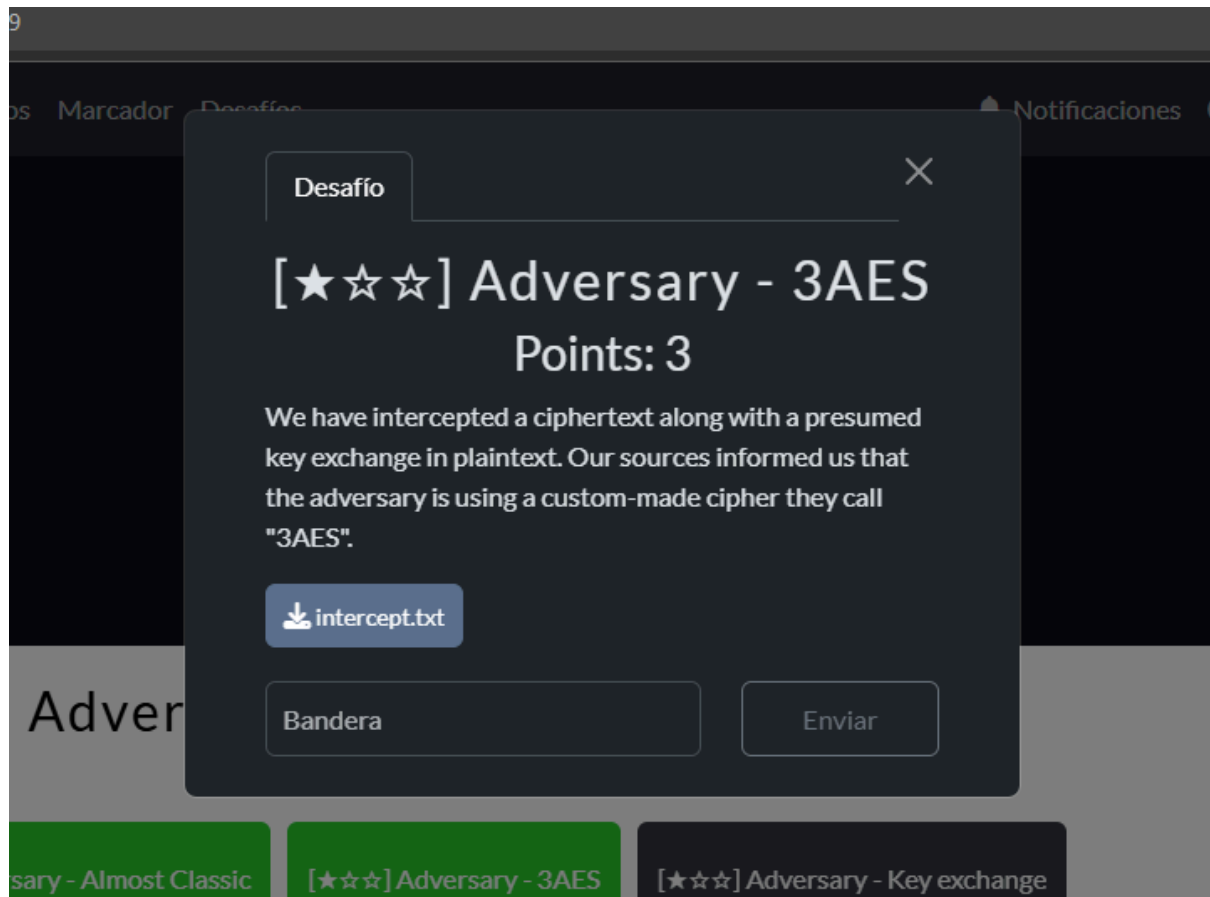 9
os Marcador Desafíos Notificaciones
Desafío
[★☆☆] Adversary - 3AES
Points: 3
We have intercepted a ciphertext along with a presumed
key exchange in plaintext. Our sources informed us that
the adversary is using a custom-made cipher they call
"3AES".
intercept.txt
Bandera Enviar
Adver
sary - Almost Classic [★☆☆] Adversary - 3AES [★☆☆] Adversary - Key exchange